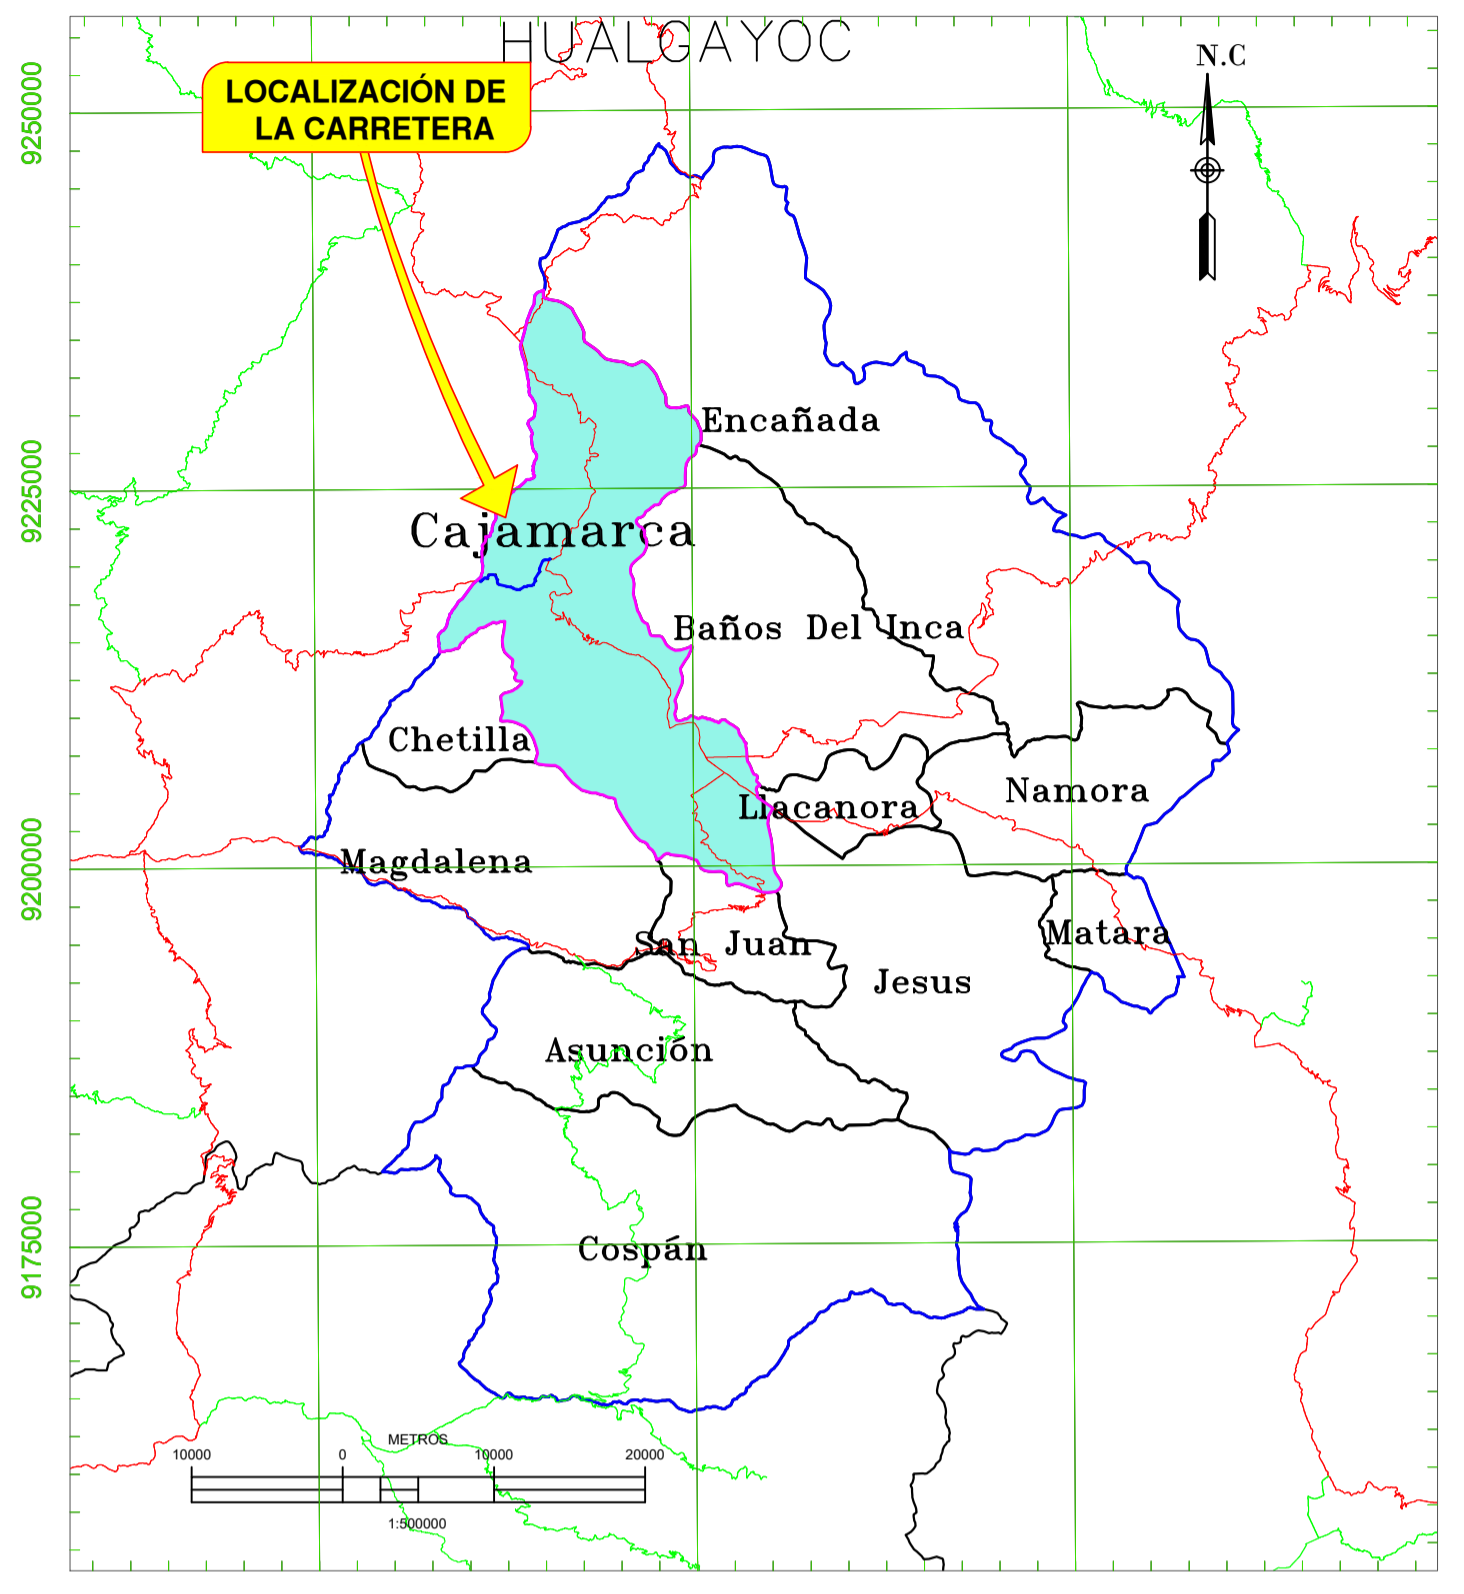 HUALGAYOC
N.C
LOCALIZACIÓN DE
LA CARRETERA
9250000
Encañada
9225000
Cajamarca
Baños Del Inca
Chetilla
Namora
Llacanora
Magdalena
9200000
Matara
San Juan
Jesus
Asunción
9175000
Cospán
METROS
10000 0 10000 20000
1:500000